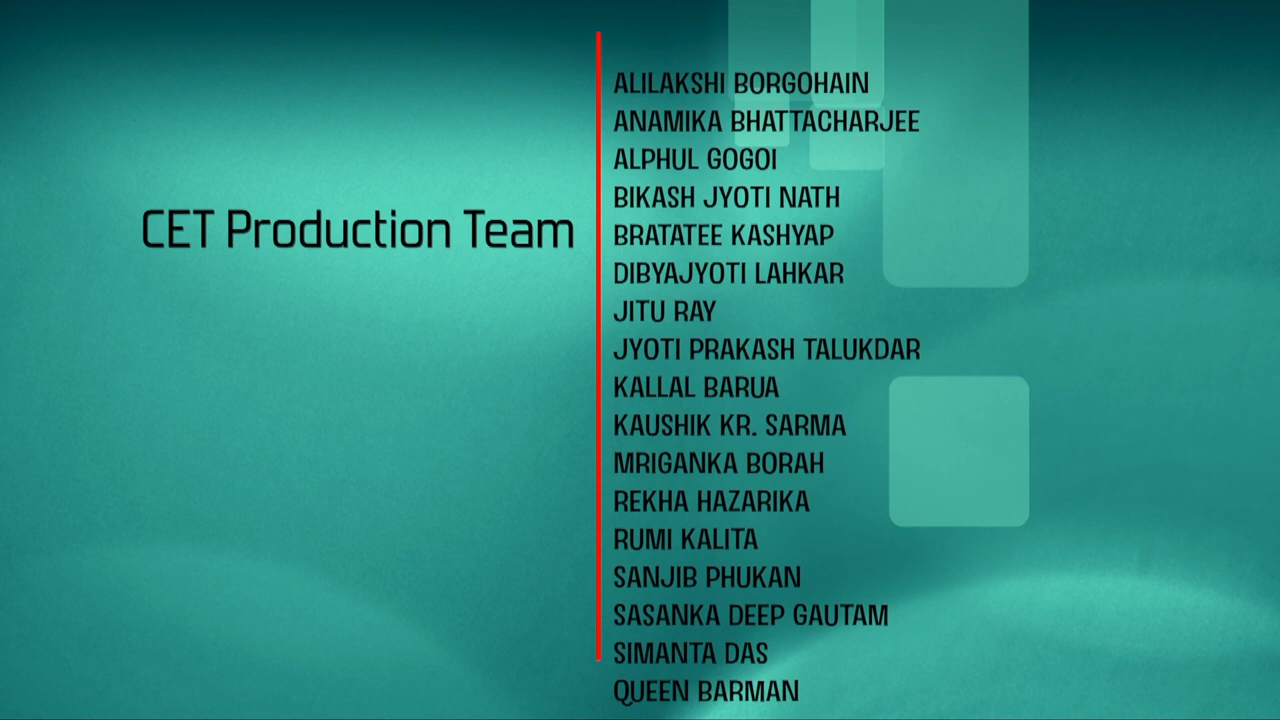 CET Production Team
ALILAKSHI BORGOHAIN
ANAMIKA BHATTACHARJEE
ALPHUL GOGOI
BIKASH JYOTI NATH
BRATATEE KASHYAP
DIBYAJYOTI LAHKAR
JITU RAY
JYOTI PRAKASH TALUKDAR
KALLAL BARUA
KAUSHIK KR. SARMA
MRIGANKA BORAH
REKHA HAZARIKA
RUMI KALITA
SANJIB PHUKAN
SASANKA DEEP GAUTAM
SIMANTA DAS
QUEEN BARMAN